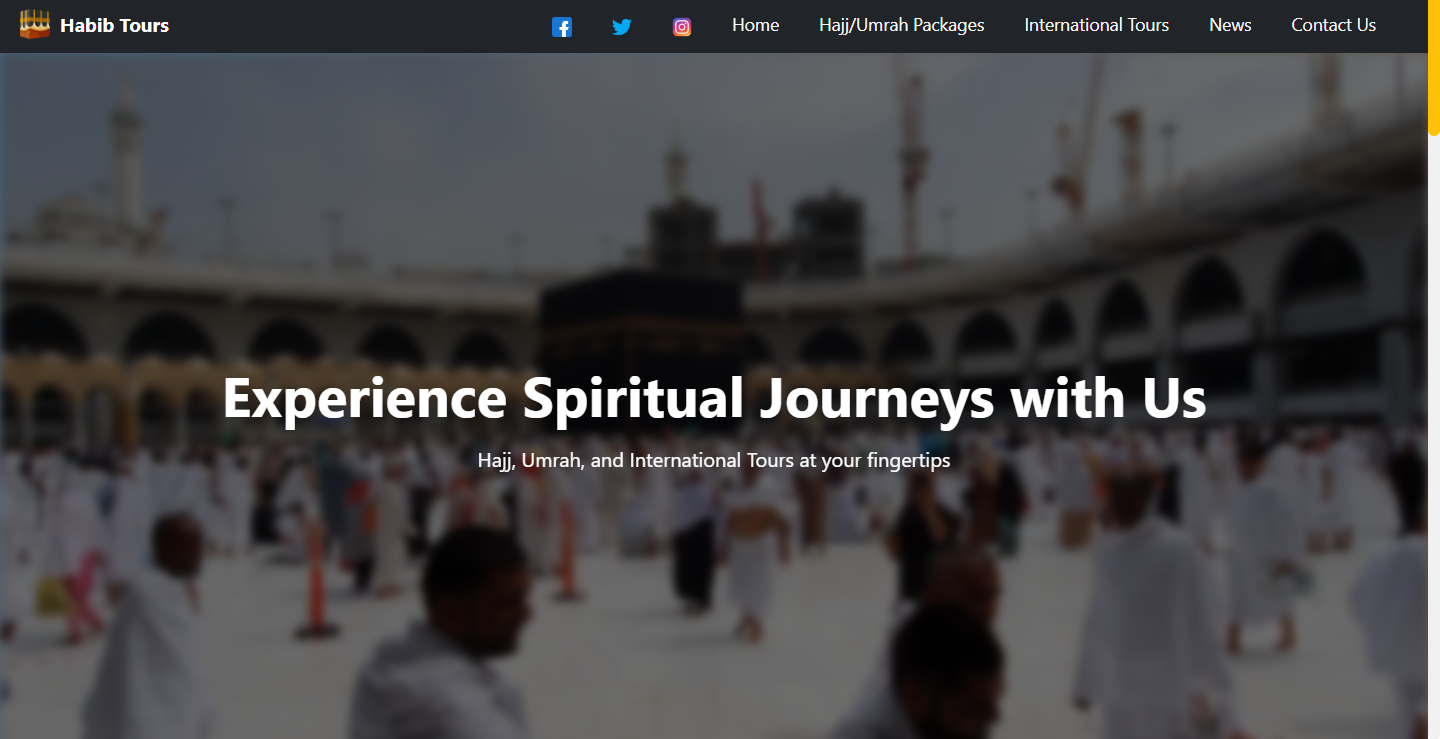 Habib Tours
Home
Hajj/Umrah Packages
International Tours
News
Contact Us
Experience Spiritual Journeys with Us
Hajj, Umrah, and International Tours at your fingertips